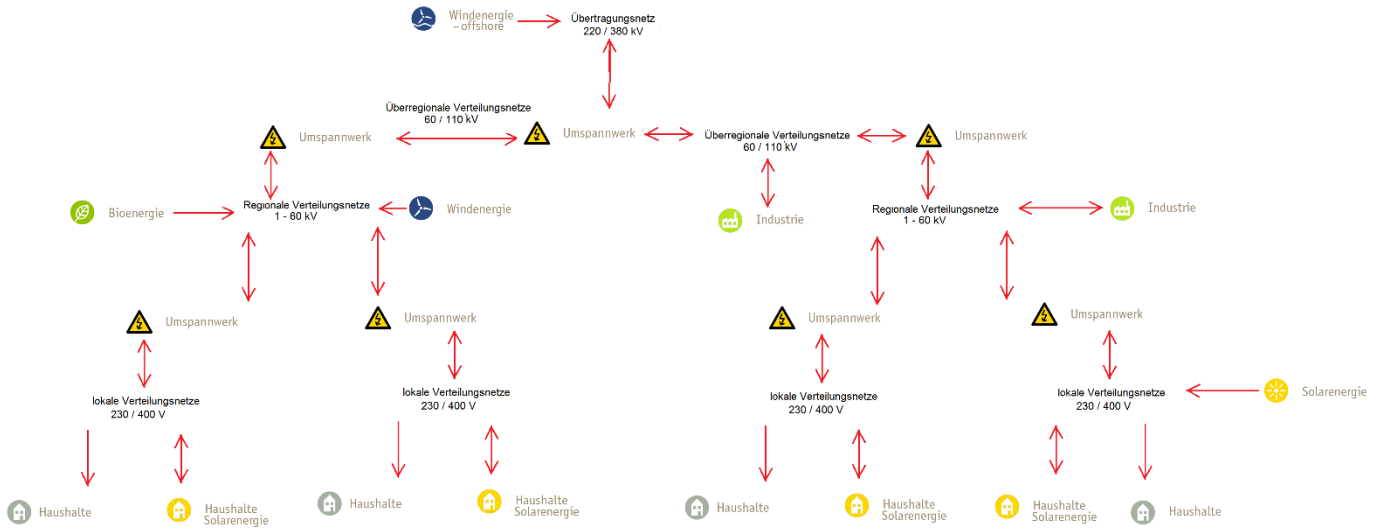 Windenergie
– offshore
Übertragungsnetz
220 / 380 kV
Überregionale Verteilungsnetze
60 / 110 kV
Umspannwerk
Umspannwerk
Überregionale Verteilungsnetze
60 / 110 kV
Umspannwerk
Bioenergie
Regionale Verteilungsnetze
1 - 60 kV
Windenergie
Industrie
Regionale Verteilungsnetze
1 - 60 kV
Industrie
Umspannwerk
Umspannwerk
Umspannwerk
Umspannwerk
lokale Verteilungsnetze
230 / 400 V
lokale Verteilungsnetze
230 / 400 V
lokale Verteilungsnetze
230 / 400 V
lokale Verteilungsnetze
230 / 400 V
Solarenergie
Haushalte
Haushalte
Solarenergie
Haushalte
Haushalte
Solarenergie
Haushalte
Haushalte
Solarenergie
Haushalte
Solarenergie
Haushalte